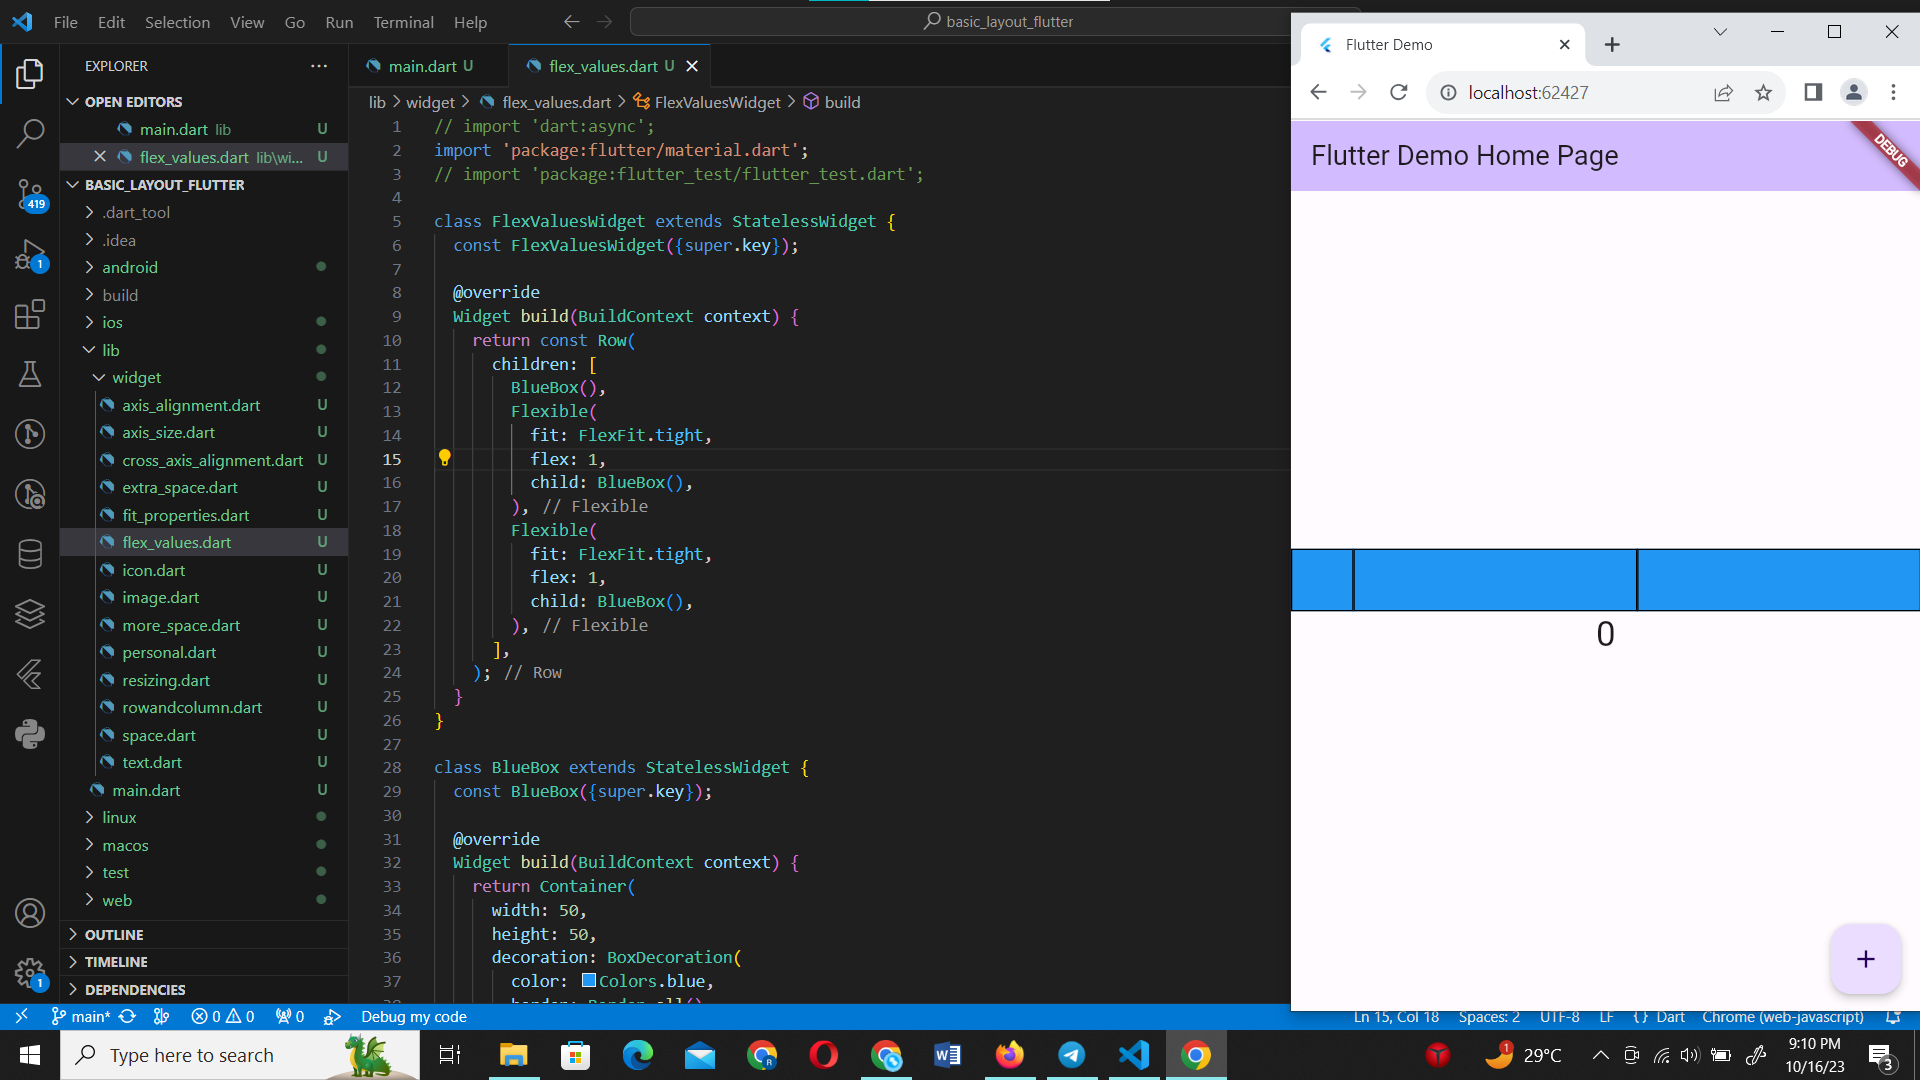 File Edit Selection View Go Run Terminal Help
basic_layout_flutter
EXPLORER
OPEN EDITORS
main.dart lib U
flex_values.dart lib\wi... U
BASIC_LAYOUT_FLUTTER
.dart_tool
.idea
android
build
ios
lib
widget
axis_alignment.dart U
axis_size.dart U
cross_axis_alignment.dart U
extra_space.dart U
fit_properties.dart U
flex_values.dart U
icon.dart U
image.dart U
more_space.dart U
personal.dart U
resizing.dart U
rowandcolumn.dart U
space.dart U
text.dart U
main.dart U
linux
macos
test
web
OUTLINE
TIMELINE
DEPENDENCIES
419
1
1
main.dart U
flex_values.dart U
lib > widget > flex_values.dart > FlexValuesWidget > build
1 // import 'dart:async';
2 import 'package:flutter/material.dart';
3 // import 'package:flutter_test/flutter_test.dart';
4
5 class FlexValuesWidget extends StatelessWidget {
6 const FlexValuesWidget({super.key});
7
8 @override
9 Widget build(BuildContext context) {
10 return const Row(
11 children: [
12 BlueBox(),
13 Flexible(
14 fit: FlexFit.tight,
15 flex: 1,
16 child: BlueBox(),
17 ), // Flexible
18 Flexible(
19 fit: FlexFit.tight,
20 flex: 1,
21 child: BlueBox(),
22 ), // Flexible
23 ],
24 ); // Row
25 }
26 }
27
28 class BlueBox extends StatelessWidget {
29 const BlueBox({super.key});
30
31 @override
32 Widget build(BuildContext context) {
33 return Container(
34 width: 50,
35 height: 50,
36 decoration: BoxDecoration(
37 color: Colors.blue,
Flutter Demo
localhost:62427
Flutter Demo Home Page
DEBUG
0
+
main* 0 0 0 Debug my code
Ln 15, Col 18 Spaces: 2 UTF-8 LF {} Dart Chrome (web-javascript)
Type here to search
1
29°C
9:10 PM
10/16/23
3